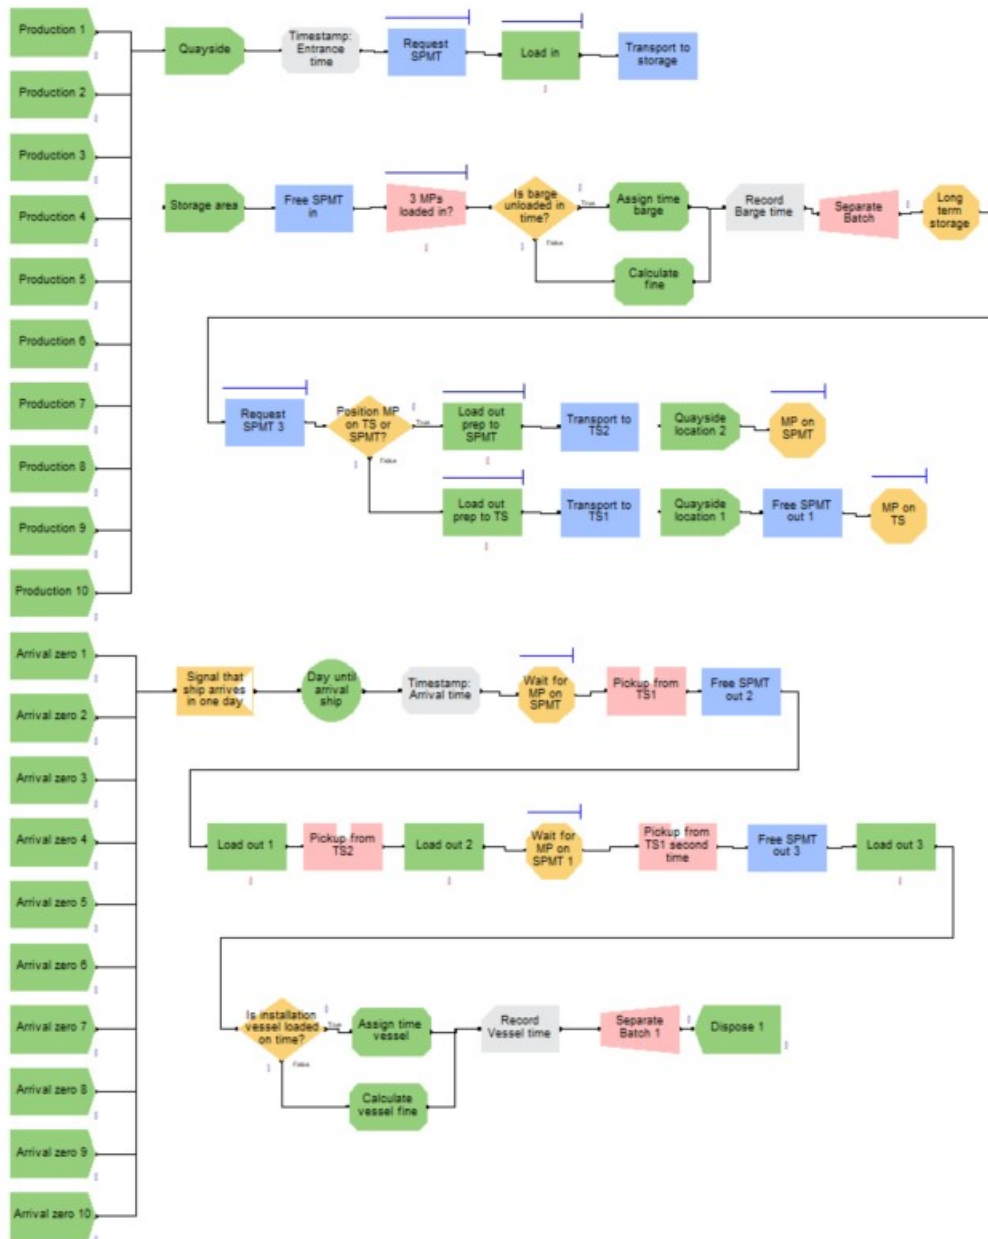 Production 1
Production 2
Production 3
Production 4
Production 5
Production 6
Production 7
Production 8
Production 9
Production 10
Quayside
Timestamp:
Entrance
time
Request
SPMT
Load in
Transport to
storage
Storage area
Free SPMT
in
3 MPs
loaded in?
Is barge
unloaded in
time?
True
False
Assign time
barge
Calculate
fine
Record
Barge time
Separate
Batch
Long
term
storage
Request
SPMT 3
Position MP
on TS or
SPMT?
True
False
Load out
prep to
SPMT
Transport to
TS2
Quayside
location 2
MP on
SPMT
Load out
prep to TS
Transport to
TS1
Quayside
location 1
Free SPMT
out 1
MP on
TS
Arrival zero 1
Arrival zero 2
Arrival zero 3
Arrival zero 4
Arrival zero 5
Arrival zero 6
Arrival zero 7
Arrival zero 8
Arrival zero 9
Arrival zero 10
Signal that
ship arrives
in one day
Day until
arrival
ship
Timestamp:
Arrival time
Wait for
MP on
SPMT
Pickup from
TS1
Free SPMT
out 2
Load out 1
Pickup from
TS2
Load out 2
Wait for
MP on
SPMT 1
Pickup from
TS1 second
time
Free SPMT
out 3
Load out 3
Is installation
vessel loaded
on time?
True
False
Assign time
vessel
Calculate
vessel fine
Record
Vessel time
Separate
Batch 1
Dispose 1